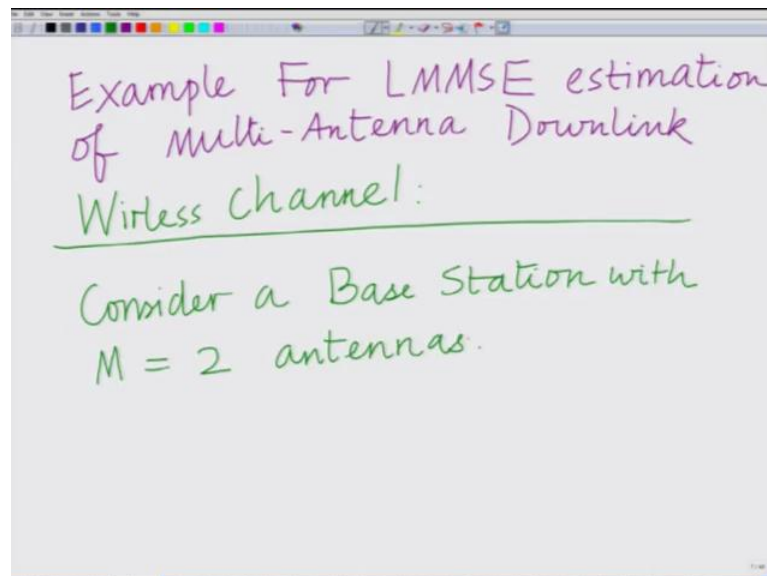 Example For LMMSE estimation
of Multi-Antenna Downlink
Wirless Channel:
Consider a Base Station with
M = 2 antennas.